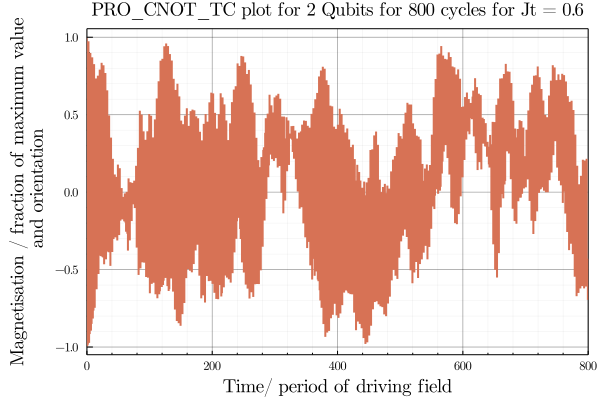 PRO_CNOT_TC plot for 2 Qubits for 800 cycles for Jt = 0.6
Magnetisation / fraction of maximum value
and orientation
1.0
0.5
0.0
−0.5
−1.0
0
200
400
600
800
Time/ period of driving field